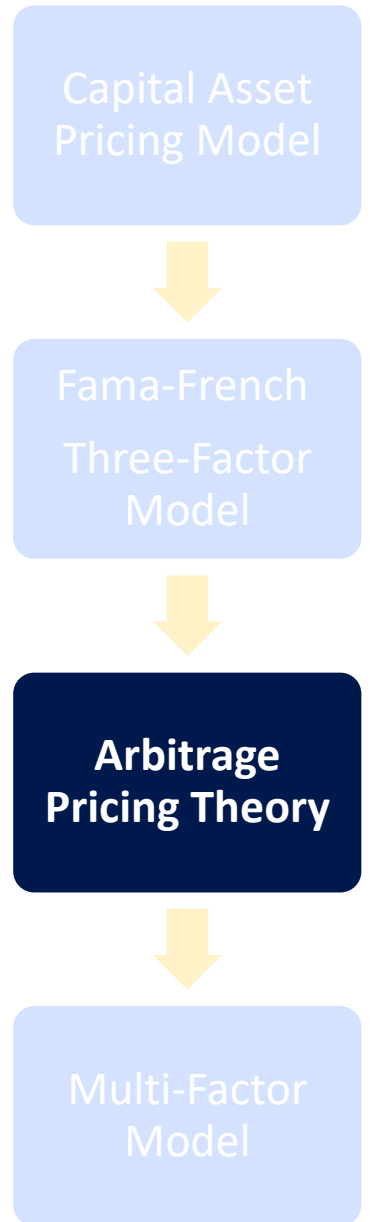 Capital Asset
Pricing Model
Fama-French
Three-Factor
Model
Arbitrage
Pricing Theory
Multi-Factor
Model